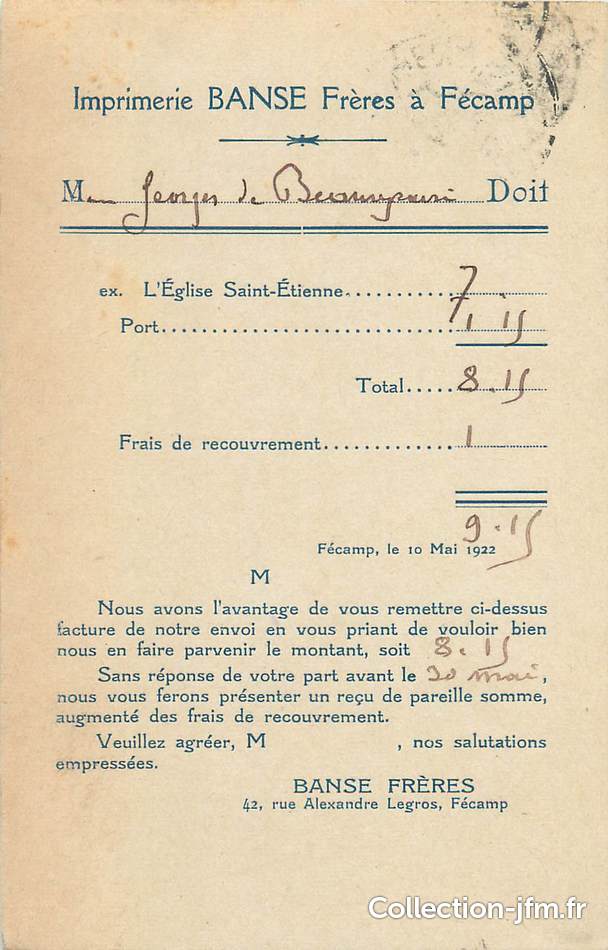 Imprimerie BANSE Frères à Fécamp
M Georges de Beaurepaire Doit
ex. L'Église Saint-Étienne 7
Port 1.15
Total 8.15
Frais de recouvrement 1
9.15
Fécamp, le 10 Mai 1922
M
Nous avons l'avantage de vous remettre ci-dessus
facture de notre envoi en vous priant de vouloir bien
nous en faire parvenir le montant, soit 8.15
Sans réponse de votre part avant le 20 mai,
nous vous ferons présenter un reçu de pareille somme,
augmenté des frais de recouvrement.
Veuillez agréer, M , nos salutations
empressées.
BANSE FRÈRES
42, rue Alexandre Legros, Fécamp
Collection-jfm.fr